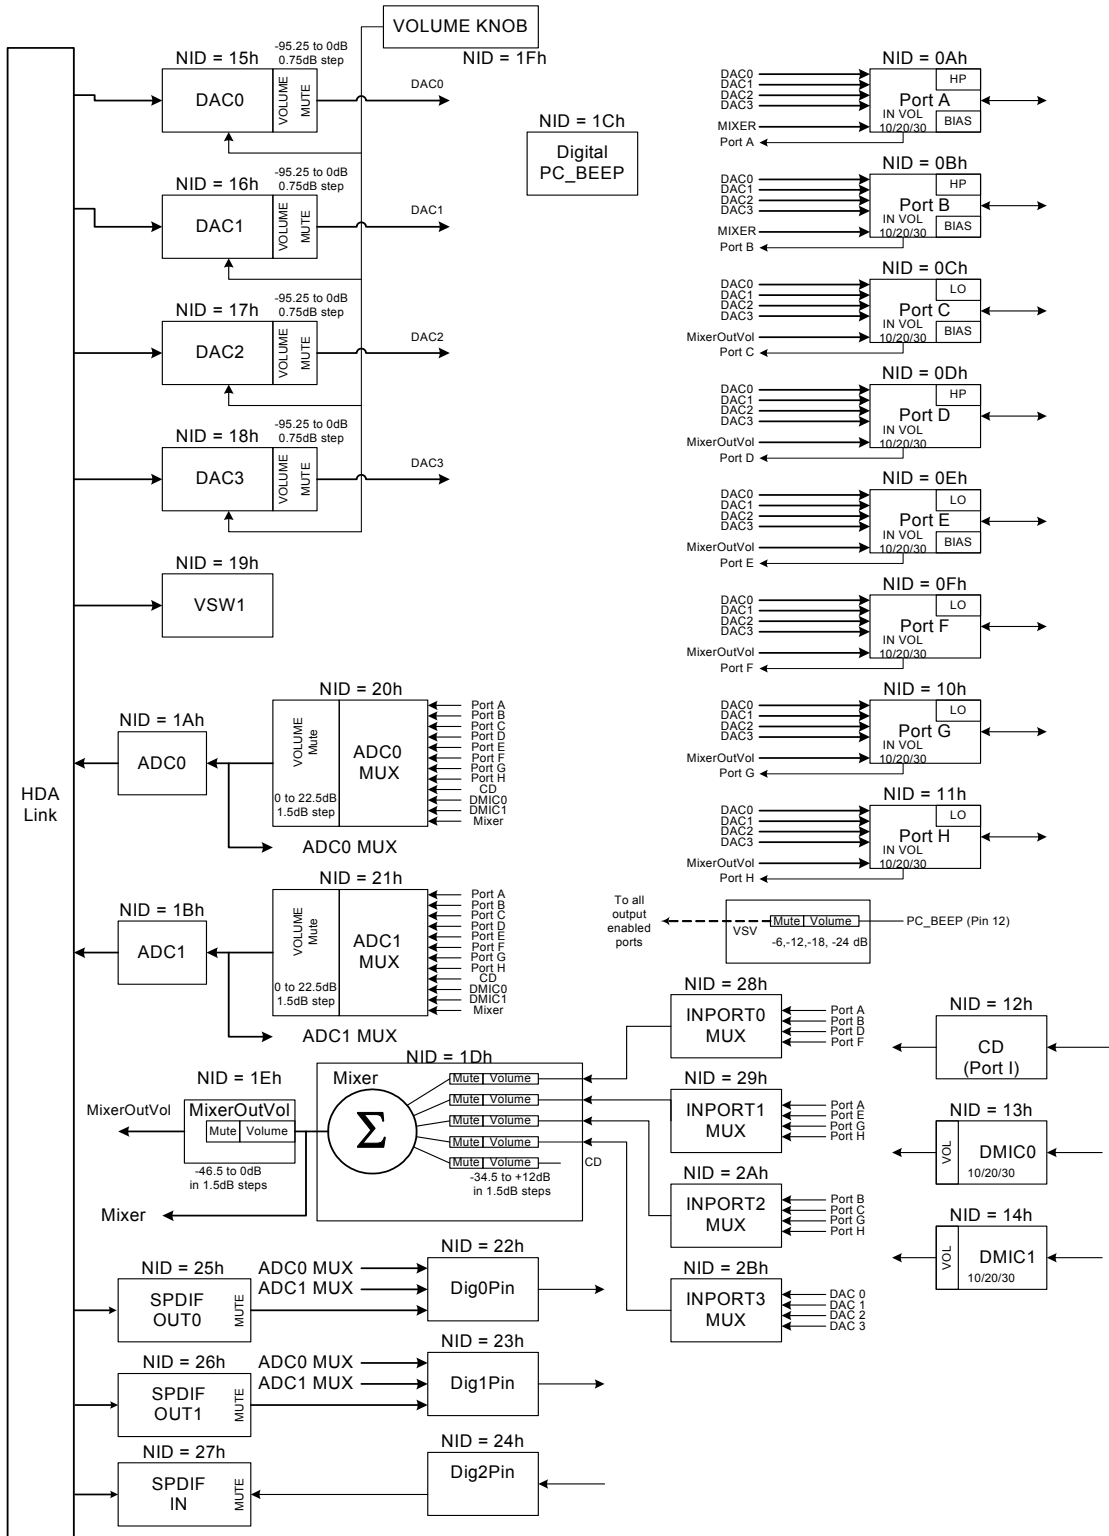 VOLUME KNOB
NID = 1Fh
NID = 15h
-95.25 to 0dB
0.75dB step
DAC0
VOLUME
MUTE
DAC0
NID = 16h
-95.25 to 0dB
0.75dB step
DAC1
VOLUME
MUTE
DAC1
NID = 17h
-95.25 to 0dB
0.75dB step
DAC2
VOLUME
MUTE
DAC2
NID = 18h
-95.25 to 0dB
0.75dB step
DAC3
VOLUME
MUTE
DAC3
NID = 19h
VSW1
NID = 1Ch
Digital
PC_BEEP
HDA
Link
NID = 1Ah
ADC0
NID = 20h
VOLUME
Mute
0 to 22.5dB
1.5dB step
ADC0
MUX
Port A
Port B
Port C
Port D
Port E
Port F
Port G
Port H
CD
DMIC0
DMIC1
Mixer
ADC0 MUX
NID = 1Bh
ADC1
NID = 21h
VOLUME
Mute
0 to 22.5dB
1.5dB step
ADC1
MUX
Port A
Port B
Port C
Port D
Port E
Port F
Port G
Port H
CD
DMIC0
DMIC1
Mixer
ADC1 MUX
NID = 1Dh
Mixer
Σ
Mute Volume
Mute Volume
Mute Volume
Mute Volume
Mute Volume
CD
-34.5 to +12dB
in 1.5dB steps
NID = 1Eh
MixerOutVol
MixerOutVol
Mute Volume
-46.5 to 0dB
in 1.5dB steps
Mixer
NID = 25h
SPDIF
OUT0
MUTE
ADC0 MUX
ADC1 MUX
NID = 22h
Dig0Pin
NID = 26h
SPDIF
OUT1
MUTE
ADC0 MUX
ADC1 MUX
NID = 23h
Dig1Pin
NID = 27h
SPDIF
IN
MUTE
NID = 24h
Dig2Pin
NID = 0Ah
DAC0
DAC1
DAC2
DAC3
MIXER
Port A
HP
Port A
IN VOL
10/20/30
BIAS
NID = 0Bh
DAC0
DAC1
DAC2
DAC3
MIXER
Port B
HP
Port B
IN VOL
10/20/30
BIAS
NID = 0Ch
DAC0
DAC1
DAC2
DAC3
MixerOutVol
Port C
LO
Port C
IN VOL
10/20/30
BIAS
NID = 0Dh
DAC0
DAC1
DAC2
DAC3
MixerOutVol
Port D
HP
Port D
IN VOL
10/20/30
NID = 0Eh
DAC0
DAC1
DAC2
DAC3
MixerOutVol
Port E
LO
Port E
IN VOL
10/20/30
BIAS
NID = 0Fh
DAC0
DAC1
DAC2
DAC3
MixerOutVol
Port F
LO
Port F
IN VOL
10/20/30
NID = 10h
DAC0
DAC1
DAC2
DAC3
MixerOutVol
Port G
LO
Port G
IN VOL
10/20/30
NID = 11h
DAC0
DAC1
DAC2
DAC3
MixerOutVol
Port H
LO
Port H
IN VOL
10/20/30
To all
output
enabled
ports
VSV
Mute Volume
-6,-12,-18, -24 dB
PC_BEEP (Pin 12)
NID = 28h
INPORT0
MUX
Port A
Port B
Port D
Port F
NID = 29h
INPORT1
MUX
Port A
Port E
Port G
Port H
NID = 2Ah
INPORT2
MUX
Port B
Port C
Port G
Port H
NID = 2Bh
INPORT3
MUX
DAC 0
DAC 1
DAC 2
DAC 3
NID = 12h
CD
(Port I)
NID = 13h
VOL
DMIC0
10/20/30
NID = 14h
VOL
DMIC1
10/20/30